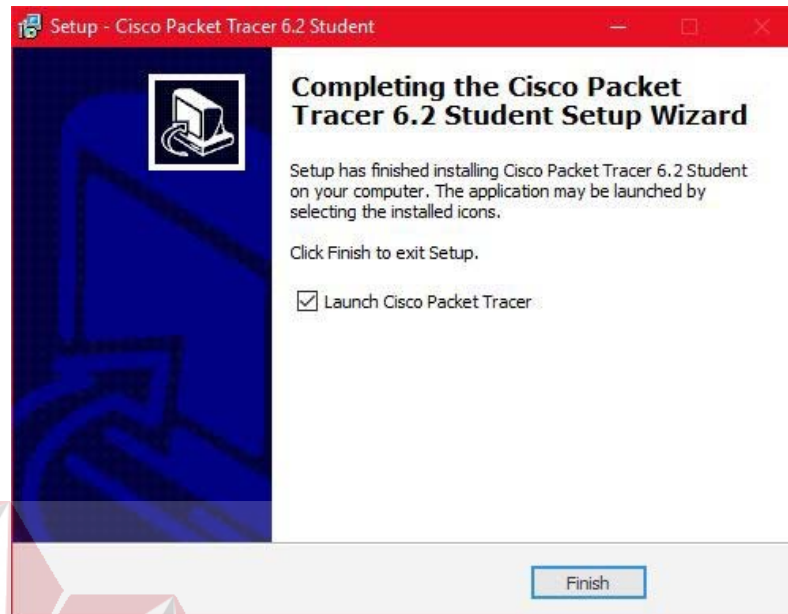 Setup - Cisco Packet Tracer 6.2 Student
Completing the Cisco Packet
Tracer 6.2 Student Setup Wizard
Setup has finished installing Cisco Packet Tracer 6.2 Student
on your computer. The application may be launched by
selecting the installed icons.
Click Finish to exit Setup.
Launch Cisco Packet Tracer
Finish